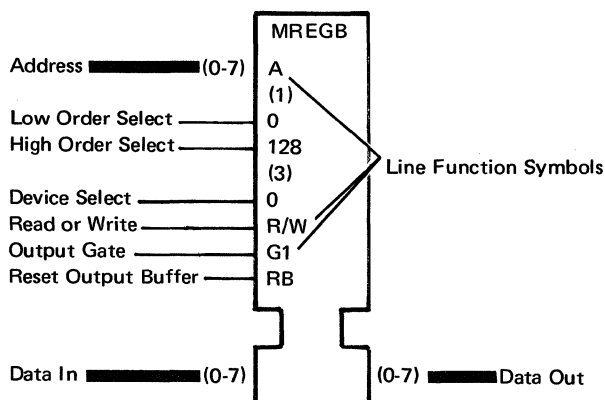 MREGB
Address (0-7) A
(1)
Low Order Select 0
High Order Select 128
(3)
Line Function Symbols
Device Select 0
Read or Write R/W
Output Gate G1
Reset Output Buffer RB
Data In (0-7) (0-7) Data Out